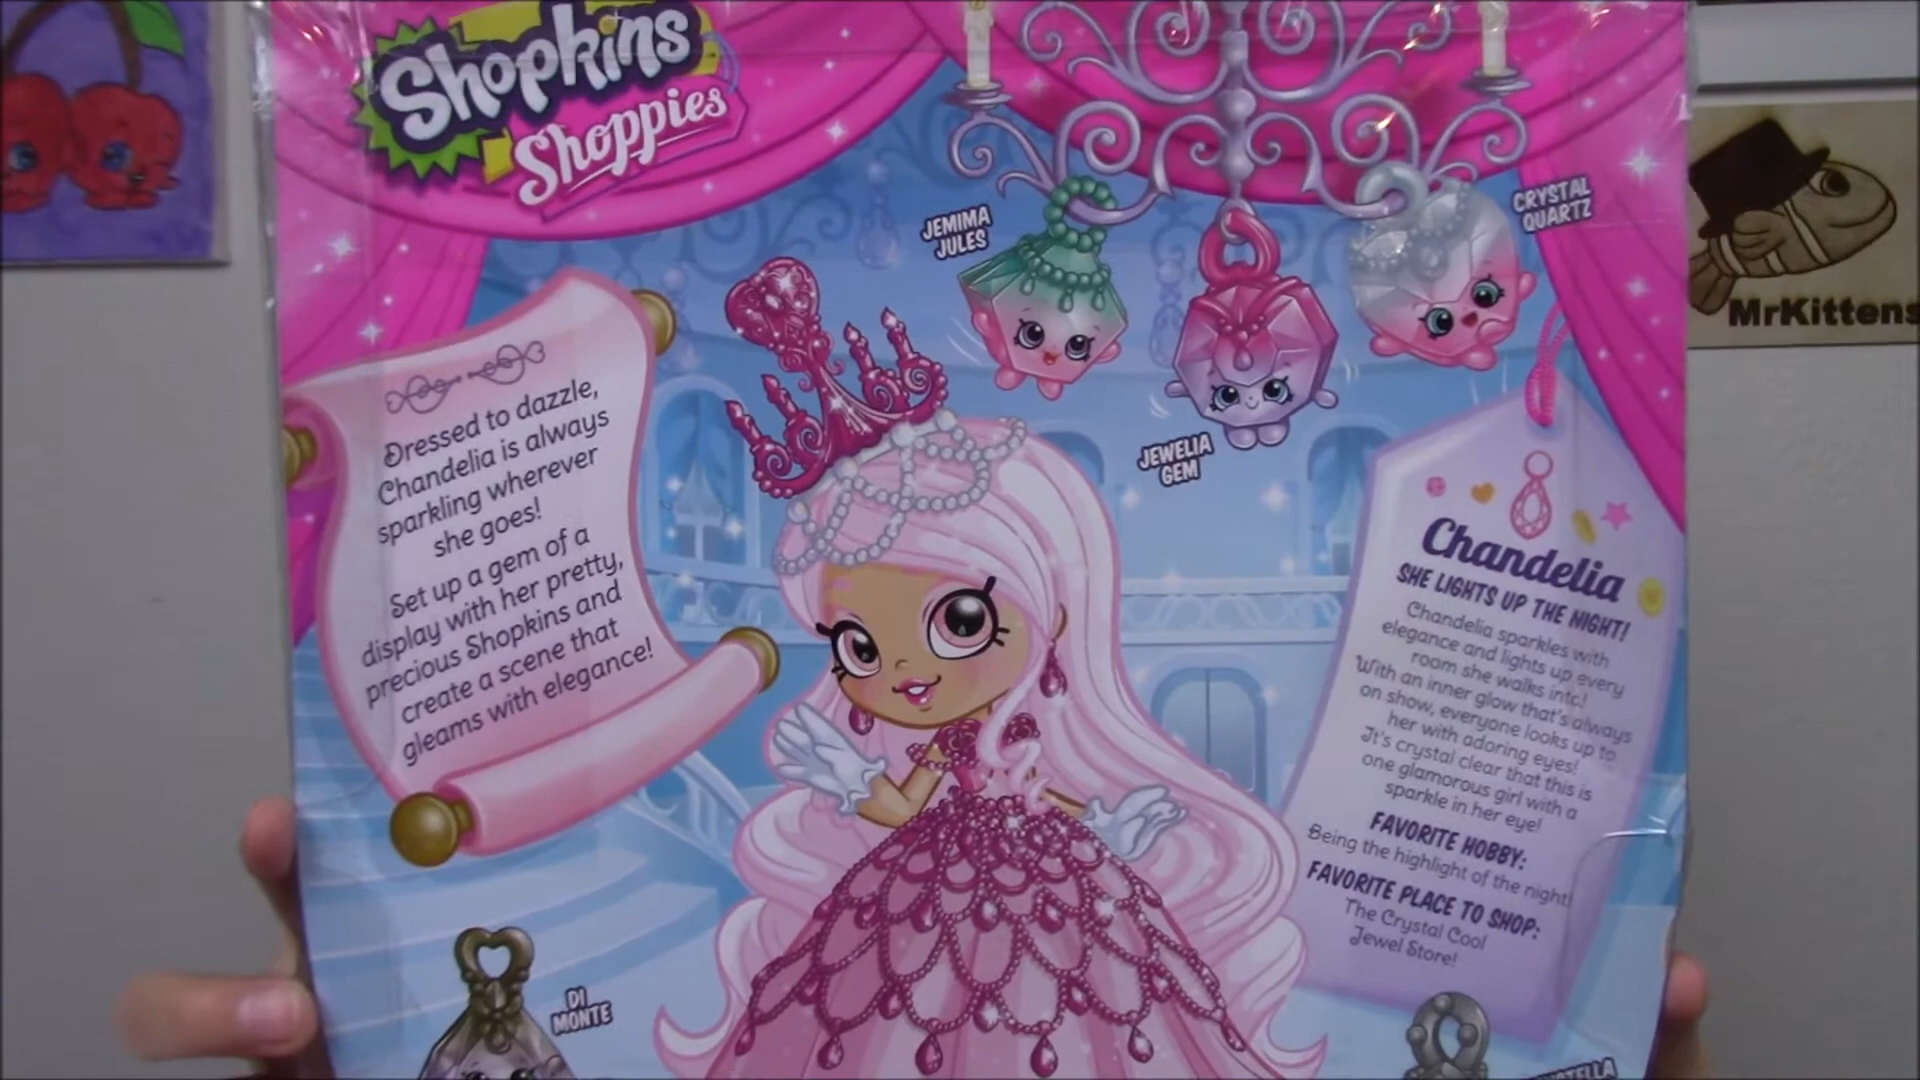 Shopkins
Shoppies
JEMIMA
JULES
CRYSTAL
QUARTZ
JEWELIA
GEM
MrKittens
Dressed to dazzle,
Chandelia is always
sparkling wherever
she goes!
Set up a gem of a
display with her pretty,
precious Shopkins and
create a scene that
gleams with elegance!
Chandelia
SHE LIGHTS UP THE NIGHT!
Chandelia sparkles with
elegance and lights up every
room she walks into!
With an inner glow that's always
on show, everyone looks up to
her with adoring eyes!
It's crystal clear that this is
one glamorous girl with a
sparkle in her eye!
FAVORITE HOBBY:
Being the highlight of the night!
FAVORITE PLACE TO SHOP:
The Crystal Cool
Jewel Store!
DI
MONTE